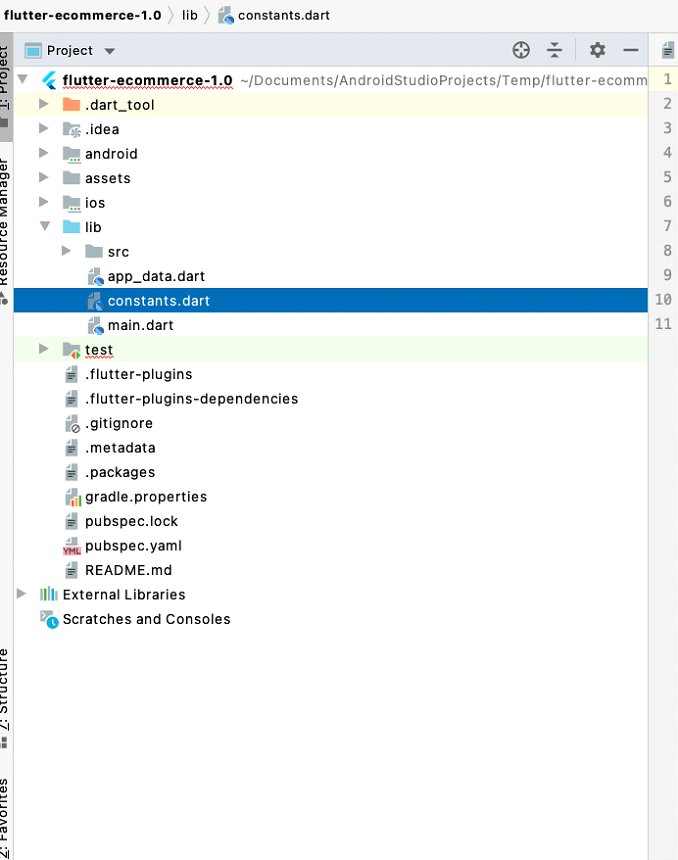 flutter-ecommerce-1.0 〉 lib 〉 constants.dart
Project
flutter-ecommerce-1.0 ~/Documents/AndroidStudioProjects/Temp/flutter-ecomm
.dart_tool
.idea
android
assets
ios
lib
src
app_data.dart
constants.dart
main.dart
test
.flutter-plugins
.flutter-plugins-dependencies
.gitignore
.metadata
.packages
gradle.properties
pubspec.lock
YML pubspec.yaml
README.md
External Libraries
Scratches and Consoles
1: Project
Resource Manager
7: Structure
2: Favorites
1
2
3
4
5
6
7
8
9
10
11